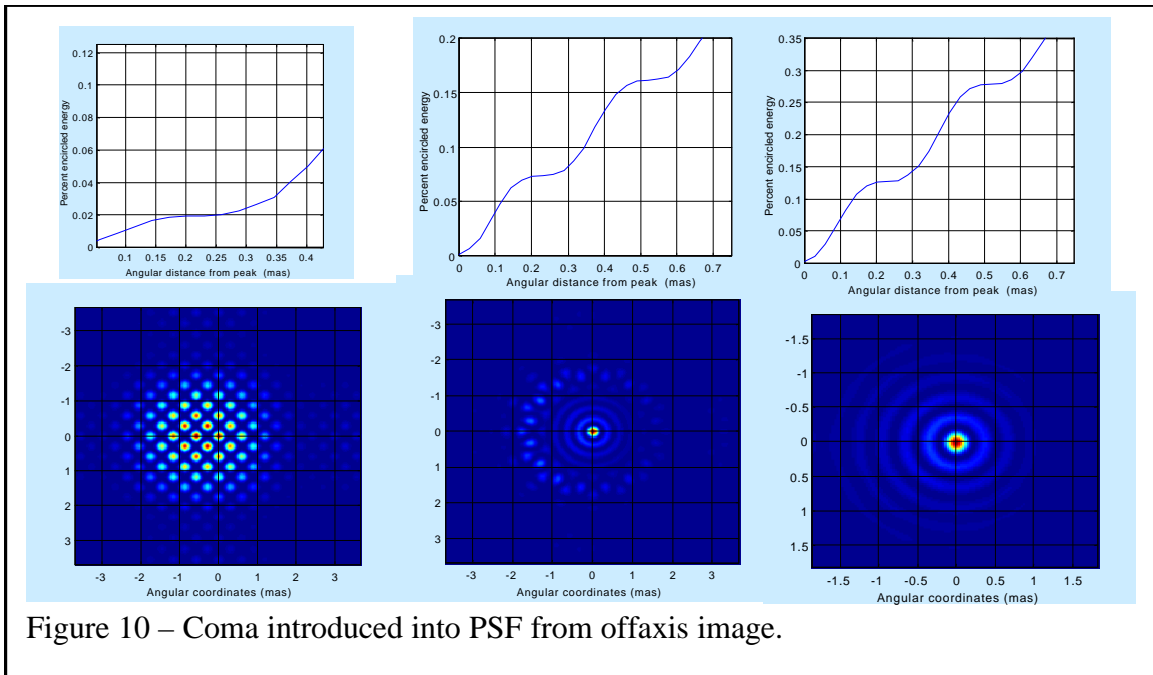 0.12
0.1
0.08
0.06
0.04
0.02
0
Percent encircled energy
0.1 0.15 0.2 0.25 0.3 0.35 0.4
Angular distance from peak (mas)
0.2
0.15
0.1
0.05
0
Percent encircled energy
0 0.1 0.2 0.3 0.4 0.5 0.6 0.7
Angular distance from peak (mas)
0.35
0.3
0.25
0.2
0.15
0.1
0.05
0
Percent encircled energy
0 0.1 0.2 0.3 0.4 0.5 0.6 0.7
Angular distance from peak (mas)
-3
-2
-1
0
1
2
3
-3 -2 -1 0 1 2 3
Angular coordinates (mas)
-3
-2
-1
0
1
2
3
-3 -2 -1 0 1 2 3
Angular coordinates (mas)
-1.5
-1
-0.5
0
0.5
1
1.5
-1.5 -1 -0.5 0 0.5 1 1.5
Angular coordinates (mas)
Figure 10 – Coma introduced into PSF from offaxis image.